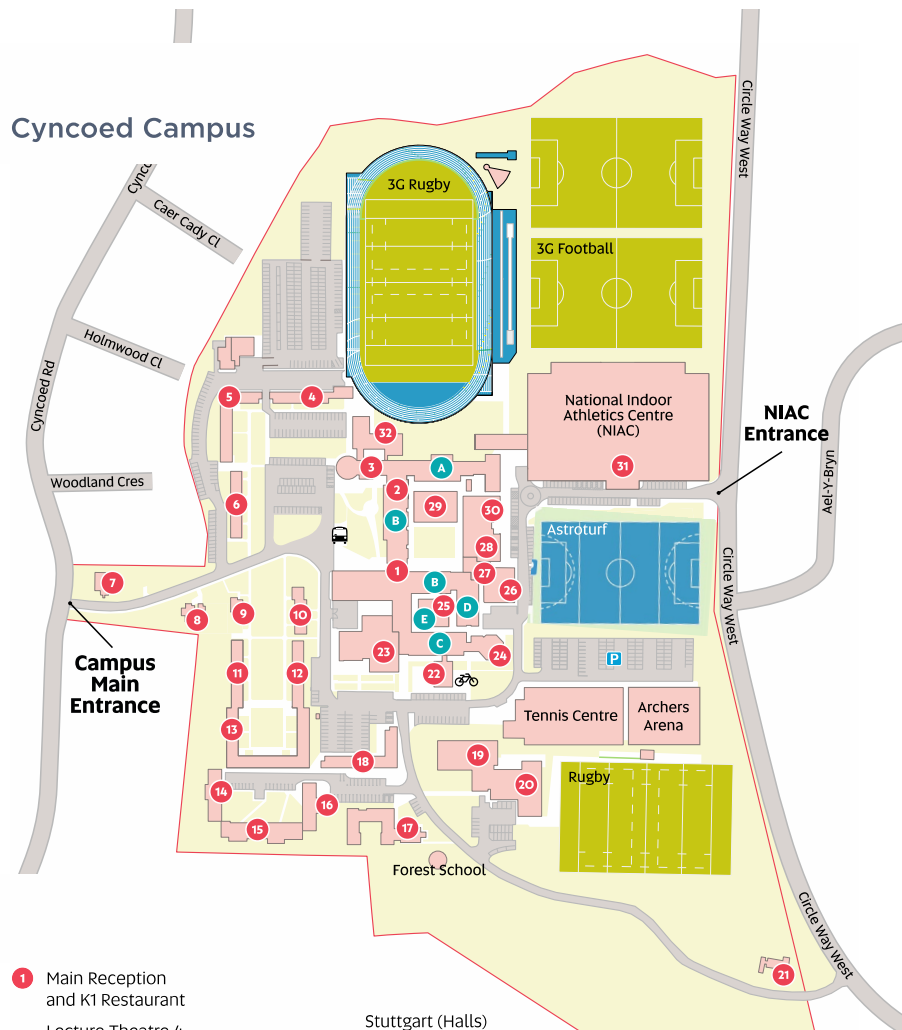 Cyncoed Campus
Circle Way West
Caer Cady Cl
Holmwood Cl
Cyncoed Rd
Woodland Cres
3G Rugby
3G Football
National Indoor
Athletics Centre
(NIAC)
31
NIAC
Entrance
Ael-Y-Bryn
5
4
32
3
A
2
29
30
B
6
Astroturf
28
1
27
B
26
7
25
D
E
8
9
10
C
23
24
22
P
Circle Way West
Campus
Main
Entrance
11
12
13
Tennis Centre
Archers
Arena
18
19
20
Rugby
14
16
15
17
Forest School
Circle Way West
21
1 Main Reception
and K1 Restaurant
Stuttgart (Halls)